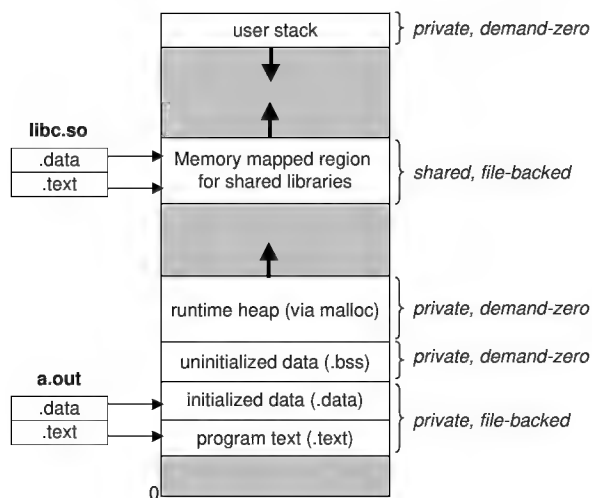 user stack
private, demand-zero
libc.so
.data
.text
Memory mapped region
for shared libraries
shared, file-backed
runtime heap (via malloc)
private, demand-zero
uninitialized data (.bss)
private, demand-zero
a.out
.data
.text
initialized data (.data)
program text (.text)
private, file-backed
0